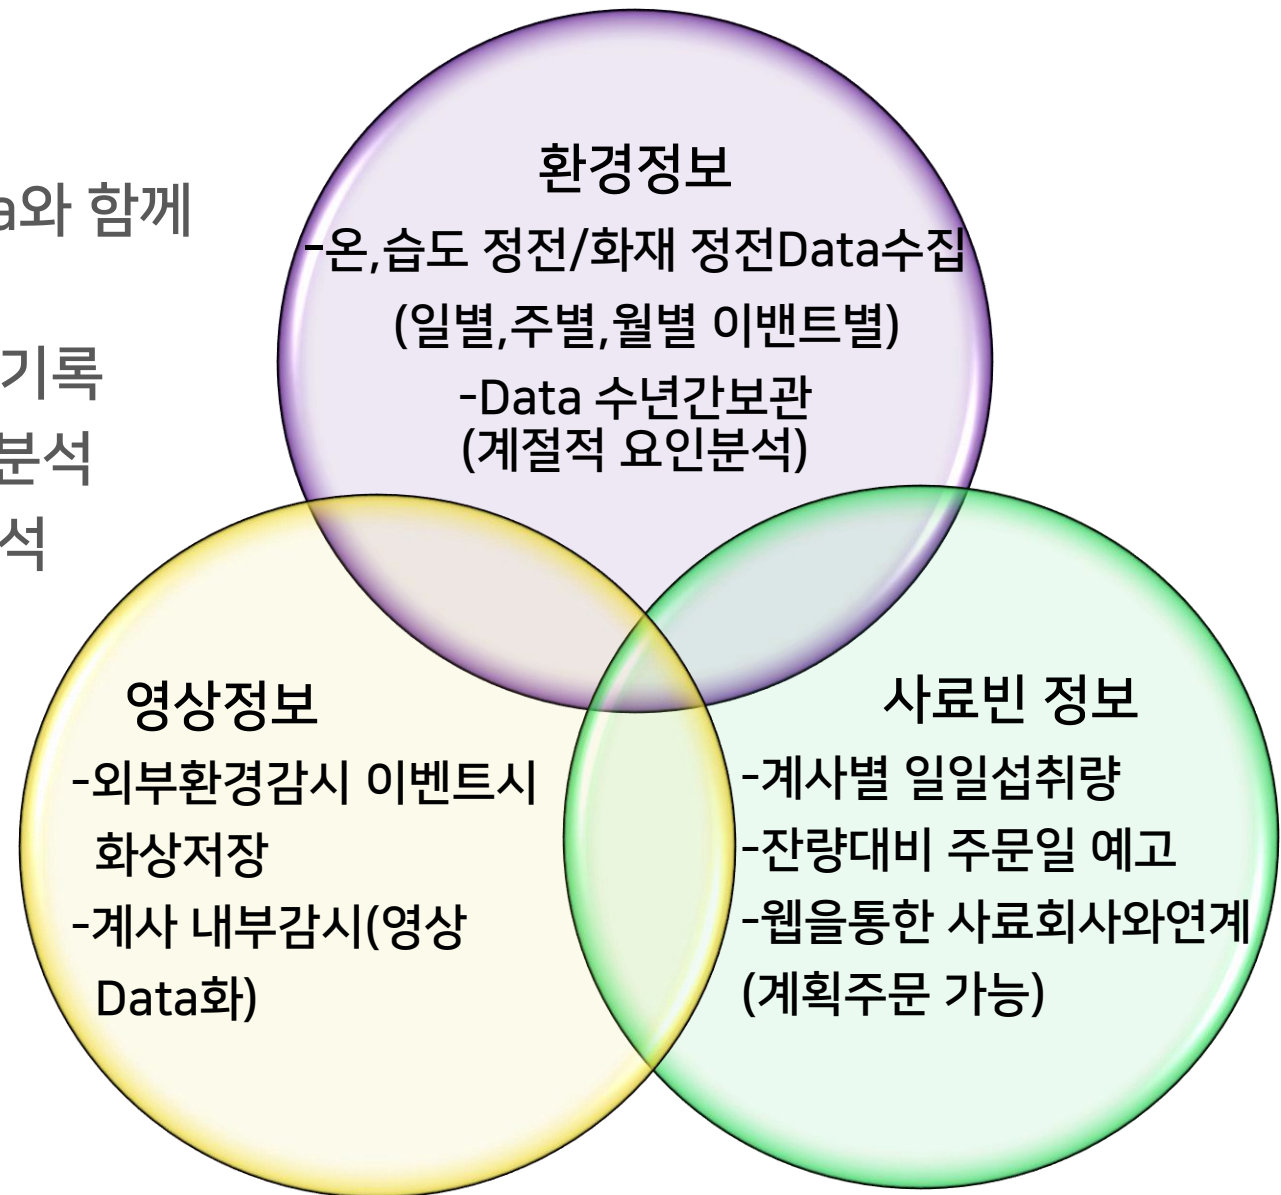 a와 함께
기록
분석
석
환경정보
-온,습도 정전/화재 정전Data수집
(일별,주별,월별 이밴트별)
-Data 수년간보관
(계절적 요인분석)
영상정보
-외부환경감시 이벤트시
화상저장
-계사 내부감시(영상
Data화)
사료빈 정보
-계사별 일일섭취량
-잔량대비 주문일 예고
-웹을통한 사료회사와연계
(계획주문 가능)